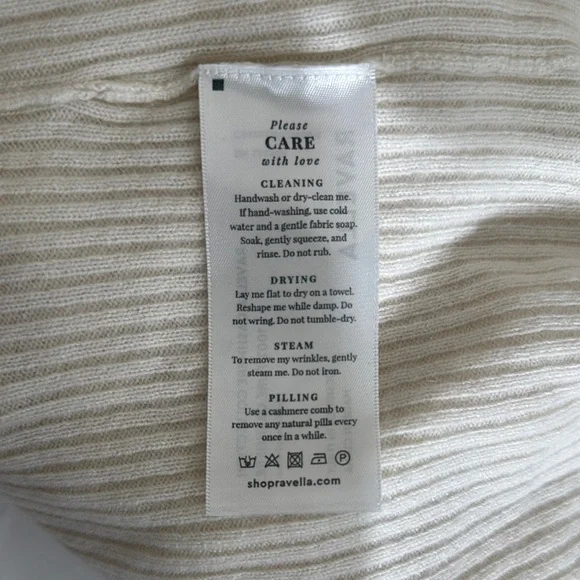 Please
CARE
with love
CLEANING
Handwash or dry-clean me.
If hand-washing, use cold
water and a gentle fabric soap.
Soak, gently squeeze, and
rinse. Do not rub.
DRYING
Lay me flat to dry on a towel.
Reshape me while damp. Do
not wring. Do not tumble-dry.
STEAM
To remove my wrinkles, gently
steam me. Do not iron.
PILLING
Use a cashmere comb to
remove any natural pills every
once in a while.
P
shopravella.com